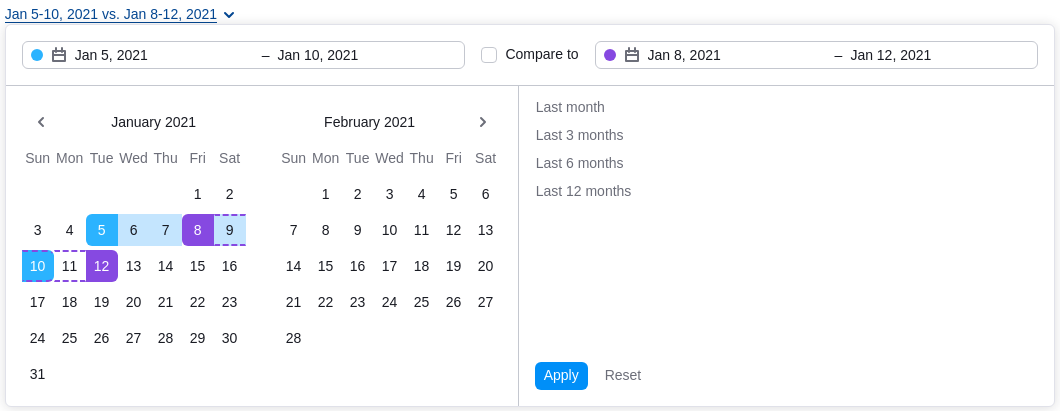 Jan 5-10, 2021 vs. Jan 8-12, 2021
Jan 5, 2021 – Jan 10, 2021 Compare to Jan 8, 2021 – Jan 12, 2021
January 2021
Sun Mon Tue Wed Thu Fri Sat
1 2
3 4 5 6 7 8 9
10 11 12 13 14 15 16
17 18 19 20 21 22 23
24 25 26 27 28 29 30
31
February 2021
Sun Mon Tue Wed Thu Fri Sat
1 2 3 4 5 6
7 8 9 10 11 12 13
14 15 16 17 18 19 20
21 22 23 24 25 26 27
28
Last month
Last 3 months
Last 6 months
Last 12 months
Apply Reset